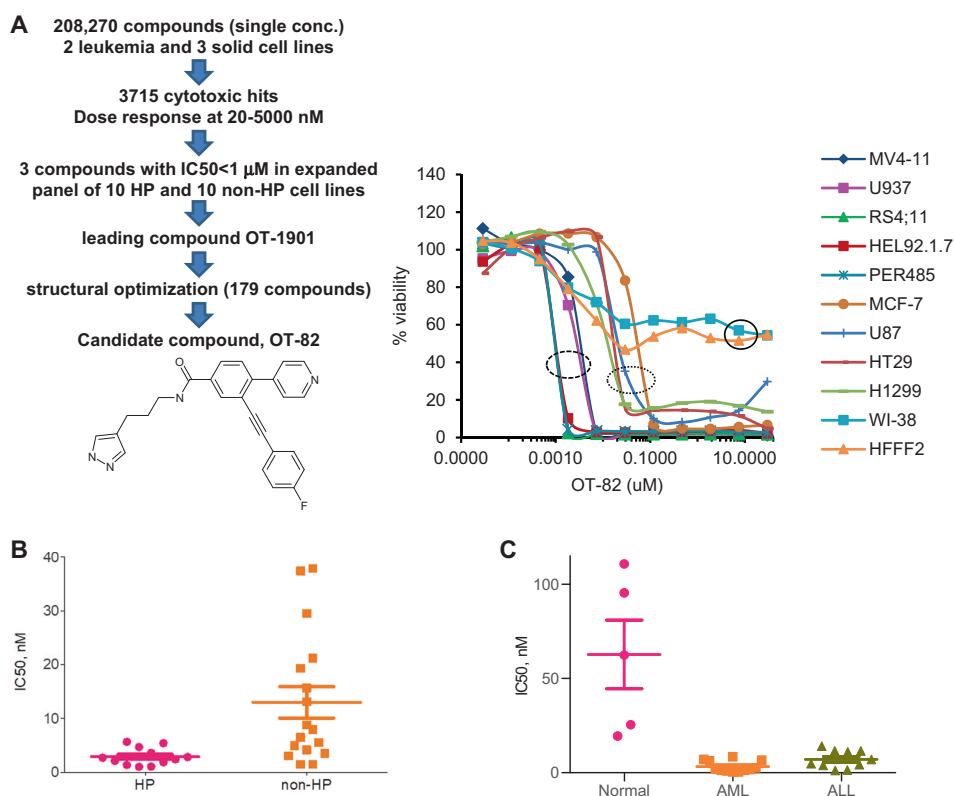 A
208,270 compounds (single conc.)
2 leukemia and 3 solid cell lines
3715 cytotoxic hits
Dose response at 20-5000 nM
3 compounds with IC50<1 μM in expanded
panel of 10 HP and 10 non-HP cell lines
leading compound OT-1901
structural optimization (179 compounds)
Candidate compound, OT-82
O
N
H
N
N
N
F
% viability
140
120
100
80
60
40
20
0
0.0000
0.0010
0.1000
10.0000
OT-82 (uM)
MV4-11
U937
RS4;11
HEL92.1.7
PER485
MCF-7
U87
HT29
H1299
WI-38
HFFF2
B
IC50, nM
40
30
20
10
0
HP
non-HP
C
IC50, nM
100
50
0
Normal
AML
ALL